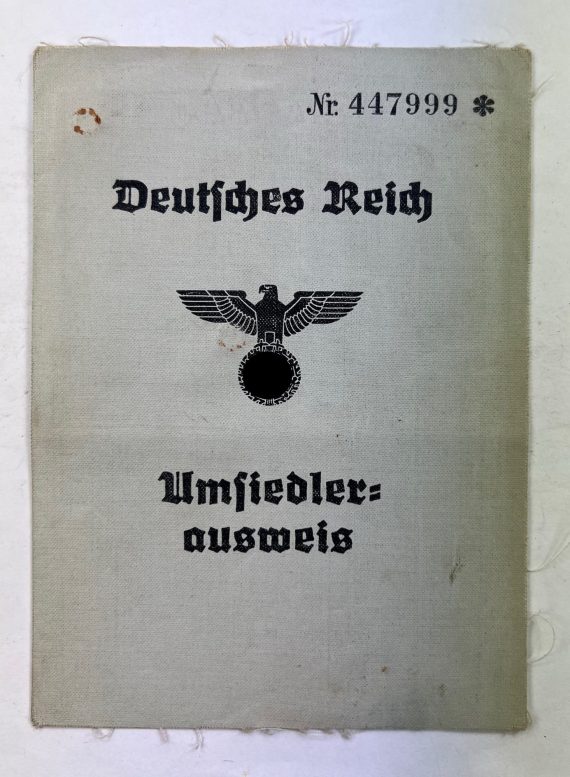 Nr. 447999 *
Deutſches Reich
Umſiedler=
ausweis